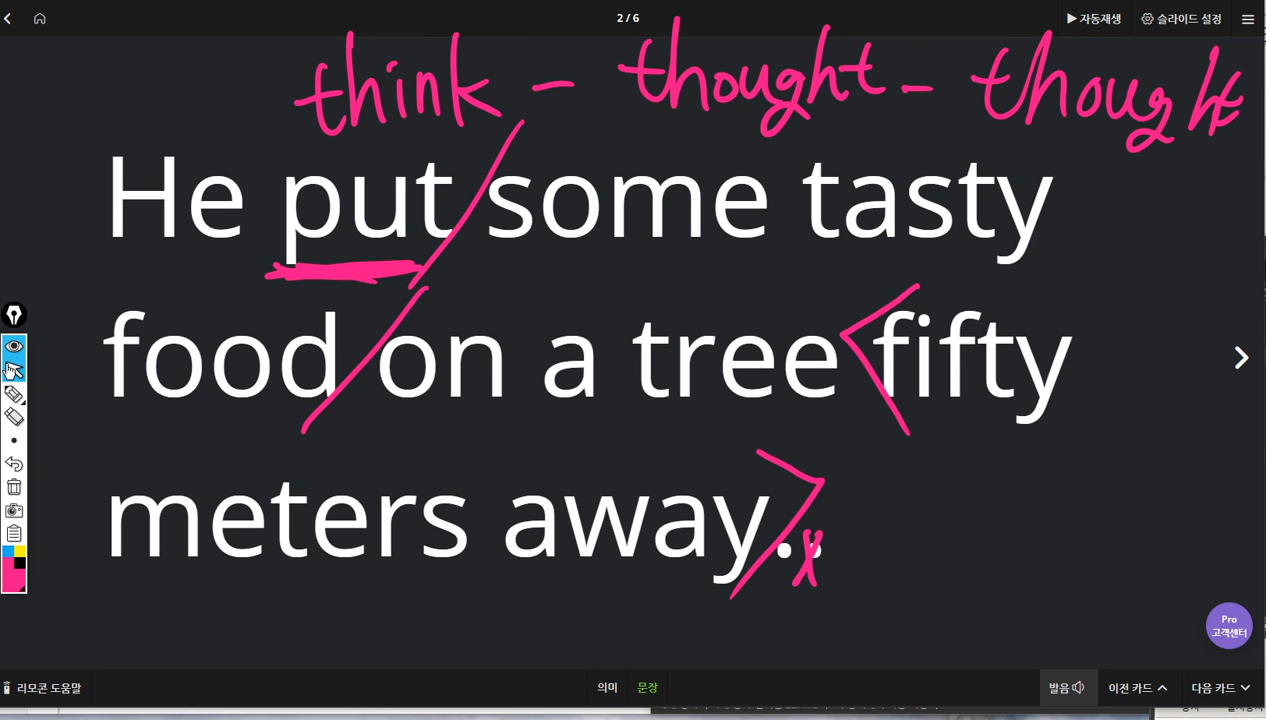 2 / 6
▶ 자동재생 슬라이드 설정
think - thought - thought
He put some tasty
food on a tree fifty
meters away..
x
Pro
고객센터
리모콘 도움말 의미 문장 발음 이전 카드 다음 카드